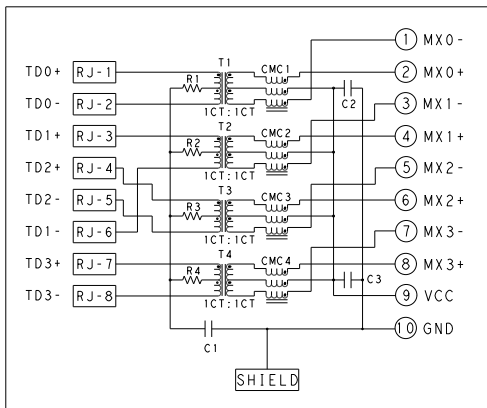 1 MX0-
T1 CMC1
TD0+ RJ-1 2 MX0+
R1
C2
TD0- RJ-2 3 MX1-
1CT:1CT
T2 CMC2
TD1+ RJ-3 4 MX1+
R2
TD2+ RJ-4 5 MX2-
1CT:1CT
T3 CMC3
TD2- RJ-5 6 MX2+
R3
TD1- RJ-6 7 MX3-
1CT:1CT
T4 CMC4
TD3+ RJ-7 8 MX3+
R4 C3
TD3- RJ-8 9 VCC
1CT:1CT
10 GND
C1
SHIELD